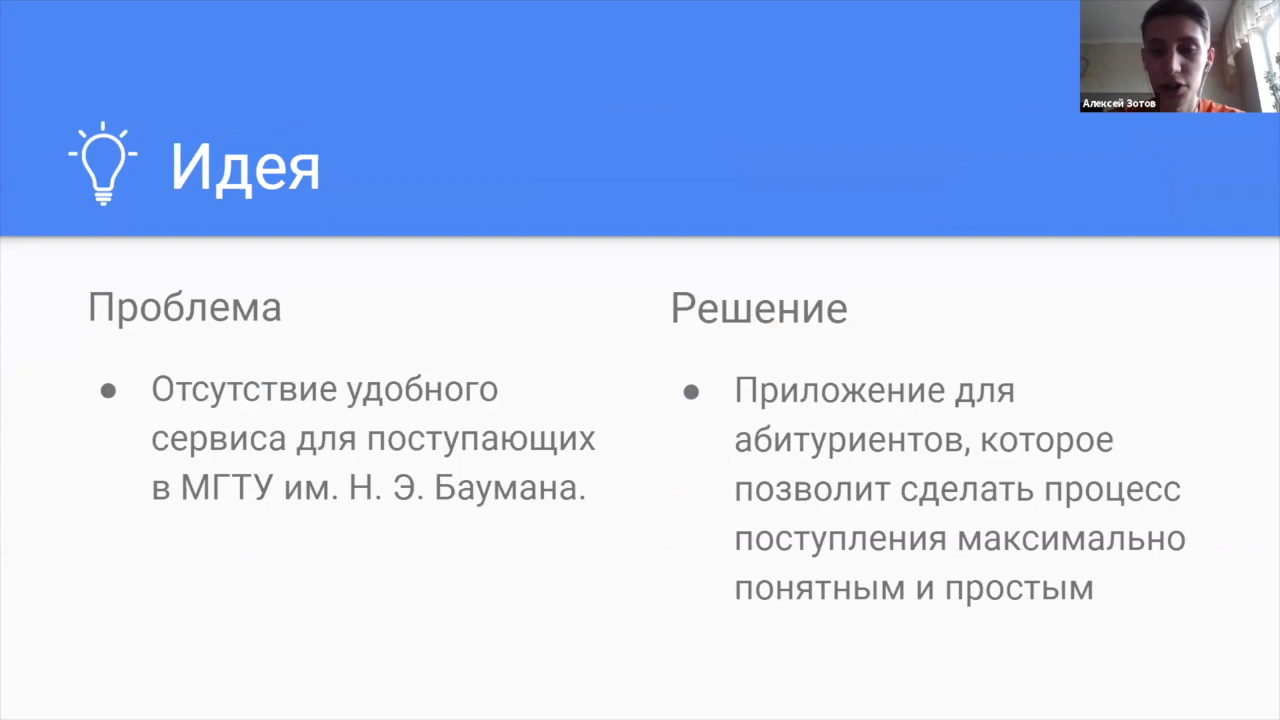 Алексей Зотов
Идея
Проблема
● Отсутствие удобного
сервиса для поступающих
в МГТУ им. Н. Э. Баумана.
Решение
● Приложение для
абитуриентов, которое
позволит сделать процесс
поступления максимально
понятным и простым